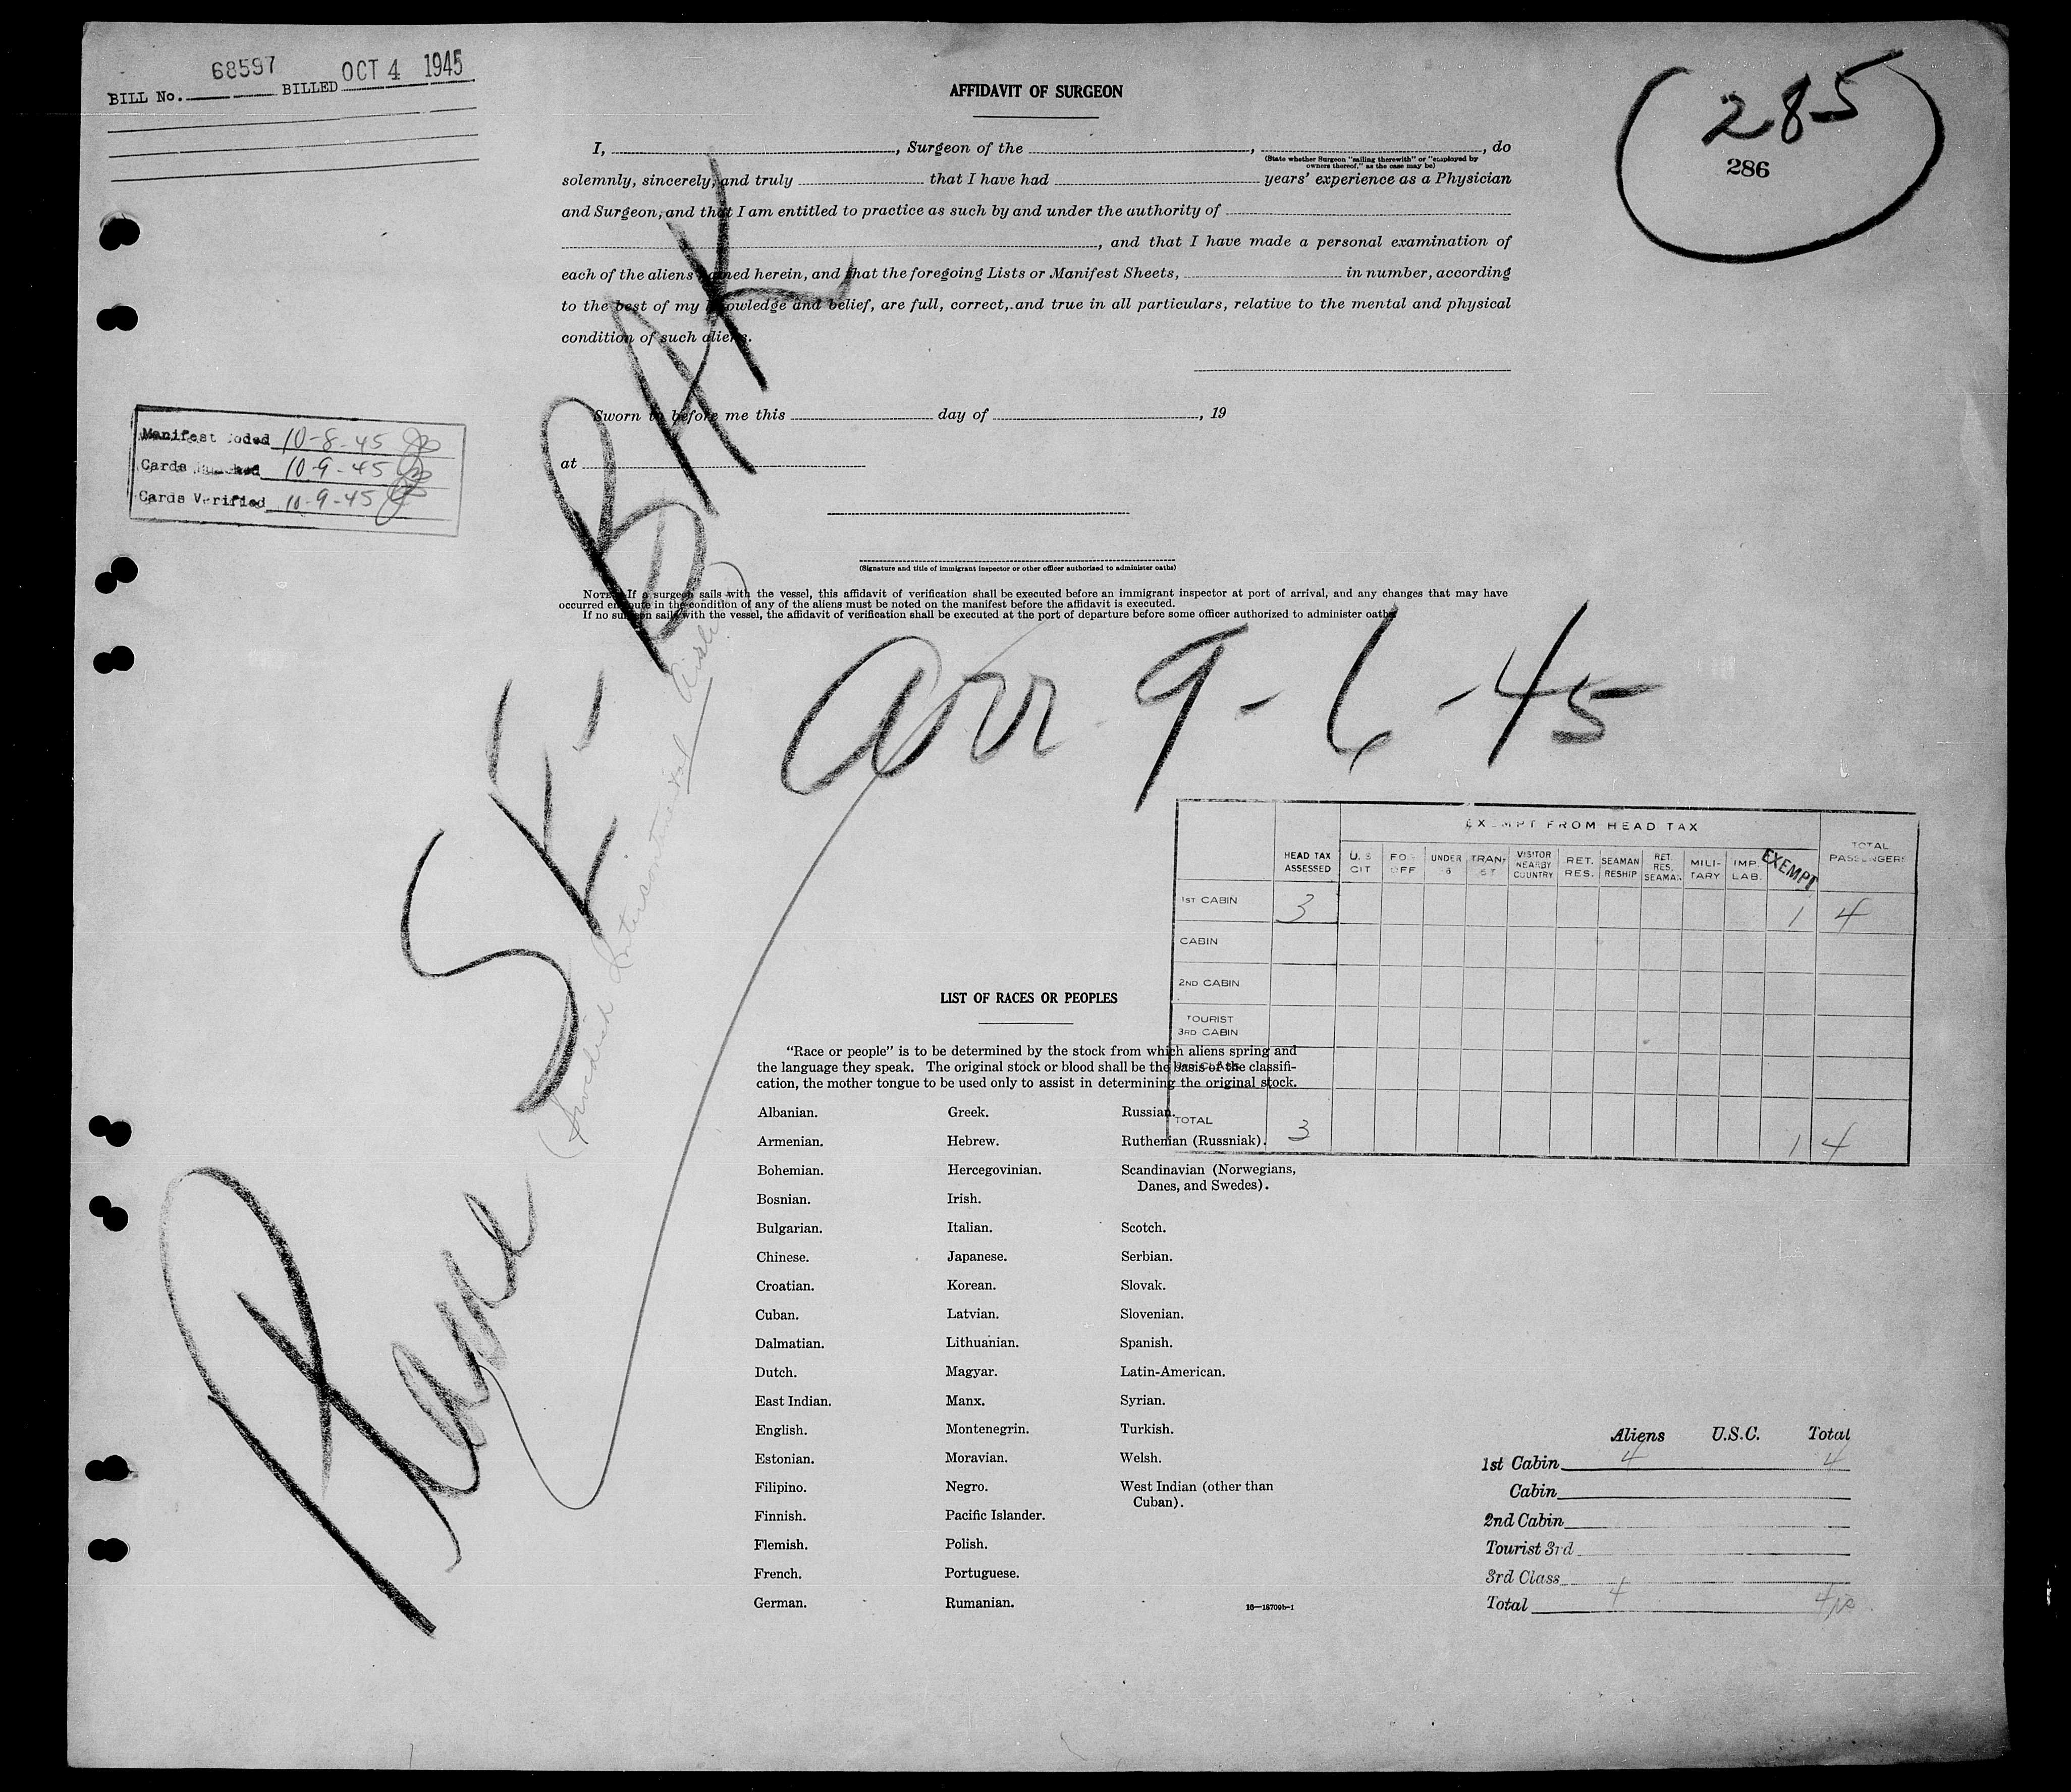 68597 OCT 4 1945
BILL No. BILLED
AFFIDAVIT OF SURGEON
(285
286
I, , Surgeon of the , , do
(State whether Surgeon "sailing therewith" or "employed by
owners thereof," as the case may be)
solemnly, sincerely, and truly that I have had years' experience as a Physician
and Surgeon, and that I am entitled to practice as such by and under the authority of
, and that I have made a personal examination of
each of the aliens named herein, and that the foregoing Lists or Manifest Sheets, in number, according
to the best of my knowledge and belief, are full, correct, and true in all particulars, relative to the mental and physical
condition of such aliens.
Sworn to before me this day of , 19
at
(Signature and title of immigrant inspector or other officer authorized to administer oaths)
NOTE.—If a surgeon sails with the vessel, this affidavit of verification shall be executed before an immigrant inspector at port of arrival, and any changes that may have
occurred en route in the condition of any of the aliens must be noted on the manifest before the affidavit is executed.
If no surgeon sails with the vessel, the affidavit of verification shall be executed at the port of departure before some officer authorized to administer oaths.
Manifest Coded 10-8-45
Cards Punched 10-9-45
Cards Verified 10-9-45
Plane SE-BAK
(Swedish Intercontinental Airlines)
arr 9-6-45
EXEMPT FROM HEAD TAX
HEAD TAX ASSESSED U.S CIT FOR OFF UNDER 16 TRANSIT VISITOR NEARBY COUNTRY RET. RES. SEAMAN RESHIP RET. RES. SEAMAN MILI-TARY IMP. LAB. EXEMPT TOTAL PASSENGERS
1ST CABIN 3 1 4
CABIN
2ND CABIN
TOURIST
3RD CABIN
3RD CLASS
TOTAL 3 1 4
LIST OF RACES OR PEOPLES
"Race or people" is to be determined by the stock from which aliens spring and
the language they speak. The original stock or blood shall be the basis of the classifi-
cation, the mother tongue to be used only to assist in determining the original stock.
Albanian. Greek. Russian.
Armenian. Hebrew. Ruthenian (Russniak).
Bohemian. Hercegovinian. Scandinavian (Norwegians,
Danes, and Swedes).
Bosnian. Irish.
Bulgarian. Italian. Scotch.
Chinese. Japanese. Serbian.
Croatian. Korean. Slovak.
Cuban. Latvian. Slovenian.
Dalmatian. Lithuanian. Spanish.
Dutch. Magyar. Latin-American.
East Indian. Manx. Syrian.
English. Montenegrin. Turkish.
Estonian. Moravian. Welsh.
Filipino. Negro. West Indian (other than
Cuban).
Finnish. Pacific Islander.
Flemish. Polish.
French. Portuguese.
German. Rumanian.
16—18709b-1
Aliens U.S.C. Total
1st Cabin 4 4
Cabin
2nd Cabin
Tourist 3rd
3rd Class
Total 4 4